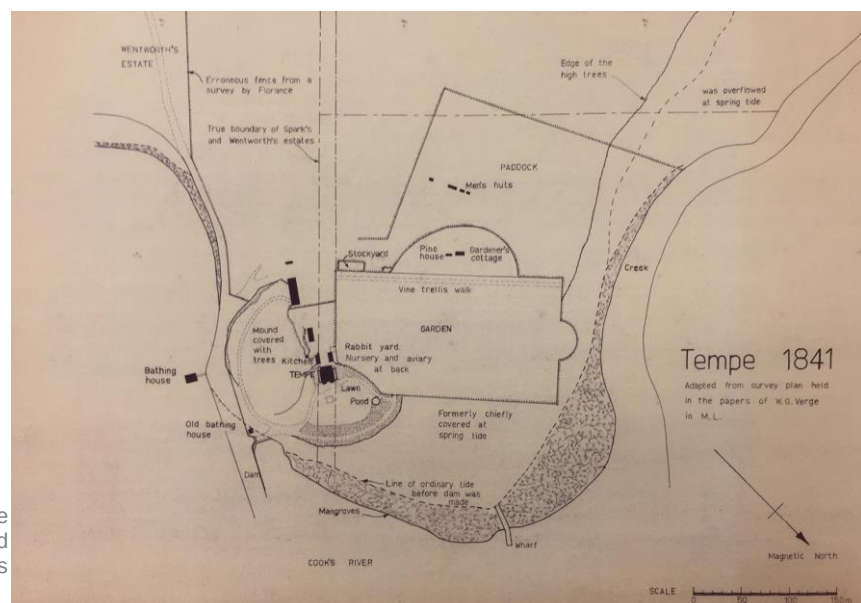 WENTWORTH'S
ESTATE
Erroneous fence from a
survey by Florance
True boundary of Spark's
and Wentworth's estates
Edge of the
high trees
was overflowed
at spring tide
PADDOCK
Men's huts
Stockyard
Pine
house
Gardener's
cottage
Vine trellis walk
Creek
GARDEN
Mound
covered
with
trees
Kitchen
TEMPE
Rabbit yard.
Nursery and aviary
at back
Lawn
Pond
Bathing
house
Old bathing
house
Dam
Formerly chiefly
covered at
spring tide
Line of ordinary tide
before dam was
made
Mangroves
Wharf
COOK'S RIVER
Tempe 1841
Adapted from survey plan held
in the papers of W.G. Verge
in M.L.
Magnetic North
SCALE
0 50 100 150m
e
d
s